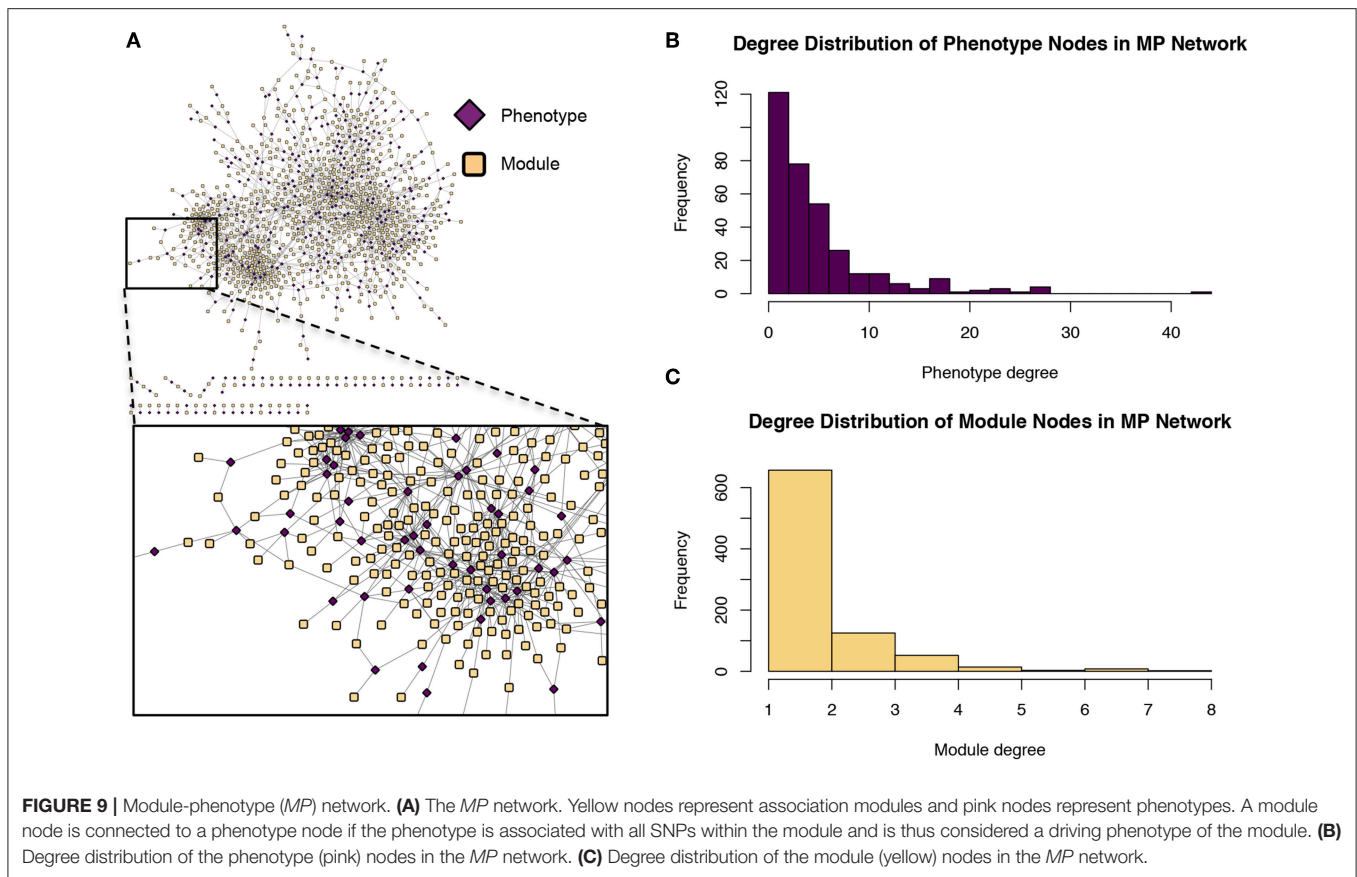 A
Phenotype
Module
B
Degree Distribution of Phenotype Nodes in MP Network
Frequency
0
20
40
60
80
120
0
10
20
30
40
Phenotype degree
C
Degree Distribution of Module Nodes in MP Network
Frequency
0
200
400
600
1
2
3
4
5
6
7
8
Module degree
FIGURE 9 | Module-phenotype (MP) network. (A) The MP network. Yellow nodes represent association modules and pink nodes represent phenotypes. A module
node is connected to a phenotype node if the phenotype is associated with all SNPs within the module and is thus considered a driving phenotype of the module. (B)
Degree distribution of the phenotype (pink) nodes in the MP network. (C) Degree distribution of the module (yellow) nodes in the MP network.